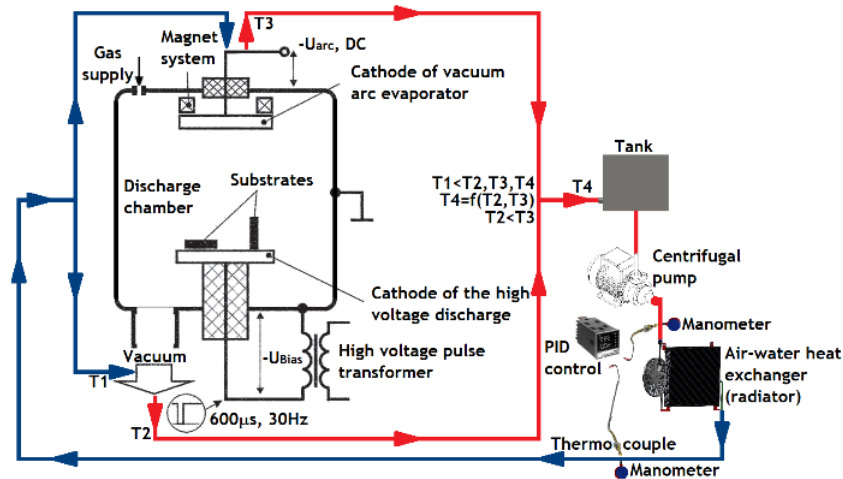 T3
-Uarc, DC
Magnet
system
Gas
supply
Cathode of vacuum
arc evaporator
Tank
Substrates
Discharge
chamber
T1<T2,T3,T4
T4=f(T2,T3)
T2<T3
T4
Centrifugal
pump
Cathode of the high
voltage discharge
Manometer
PID
control
Vacuum
-UBias
High voltage pulse
transformer
Air-water heat
exchanger
(radiator)
T1
600µs, 30Hz
T2
Thermo couple
Manometer